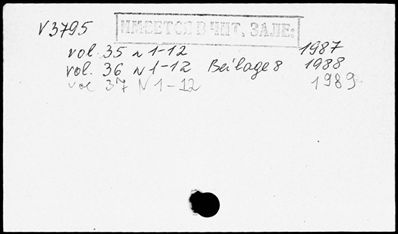 V3795
ИМЕЕТСЯ В ЧИТ. ЗАЛЕ:
vol. 35 N 1-12 1987
vol. 36 N 1-12 Beilage 8 1988
vol 37 N 1-12 1989